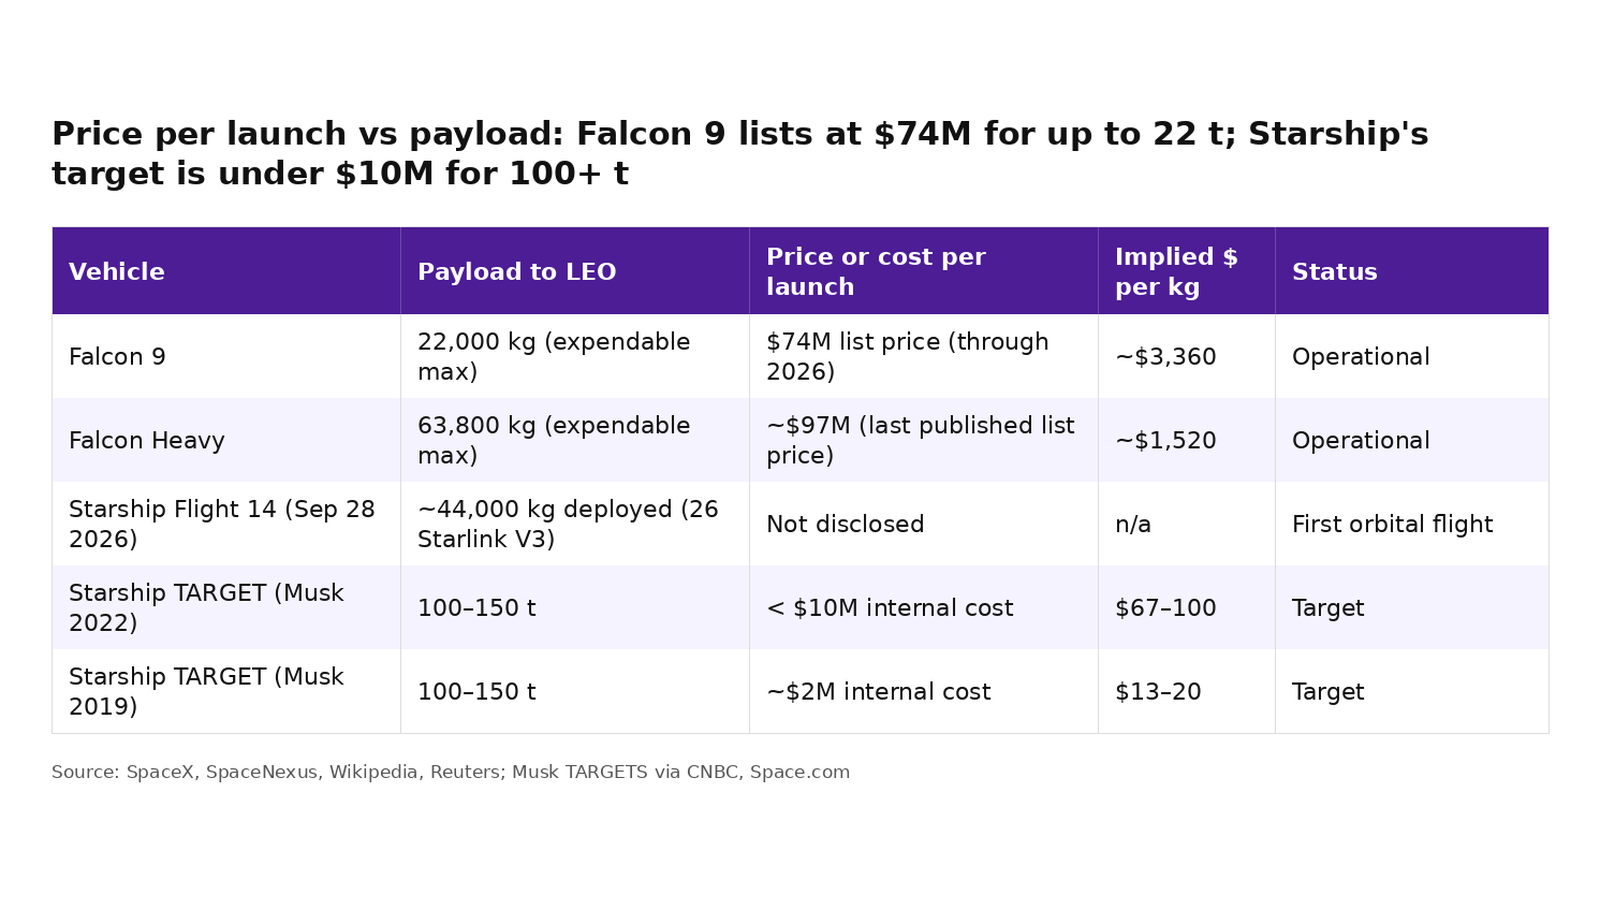 Price per launch vs payload: Falcon 9 lists at $74M for up to 22 t; Starship's
target is under $10M for 100+ t
Vehicle
Payload to LEO
Price or cost per
launch
Implied $
per kg
Status
Falcon 9
22,000 kg (expendable
max)
$74M list price (through
2026)
~$3,360
Operational
Falcon Heavy
63,800 kg (expendable
max)
~$97M (last published list
price)
~$1,520
Operational
Starship Flight 14 (Sep 28
2026)
~44,000 kg deployed (26
Starlink V3)
Not disclosed
n/a
First orbital flight
Starship TARGET (Musk
2022)
100–150 t
< $10M internal cost
$67–100
Target
Starship TARGET (Musk
2019)
100–150 t
~$2M internal cost
$13–20
Target
Source: SpaceX, SpaceNexus, Wikipedia, Reuters; Musk TARGETS via CNBC, Space.com